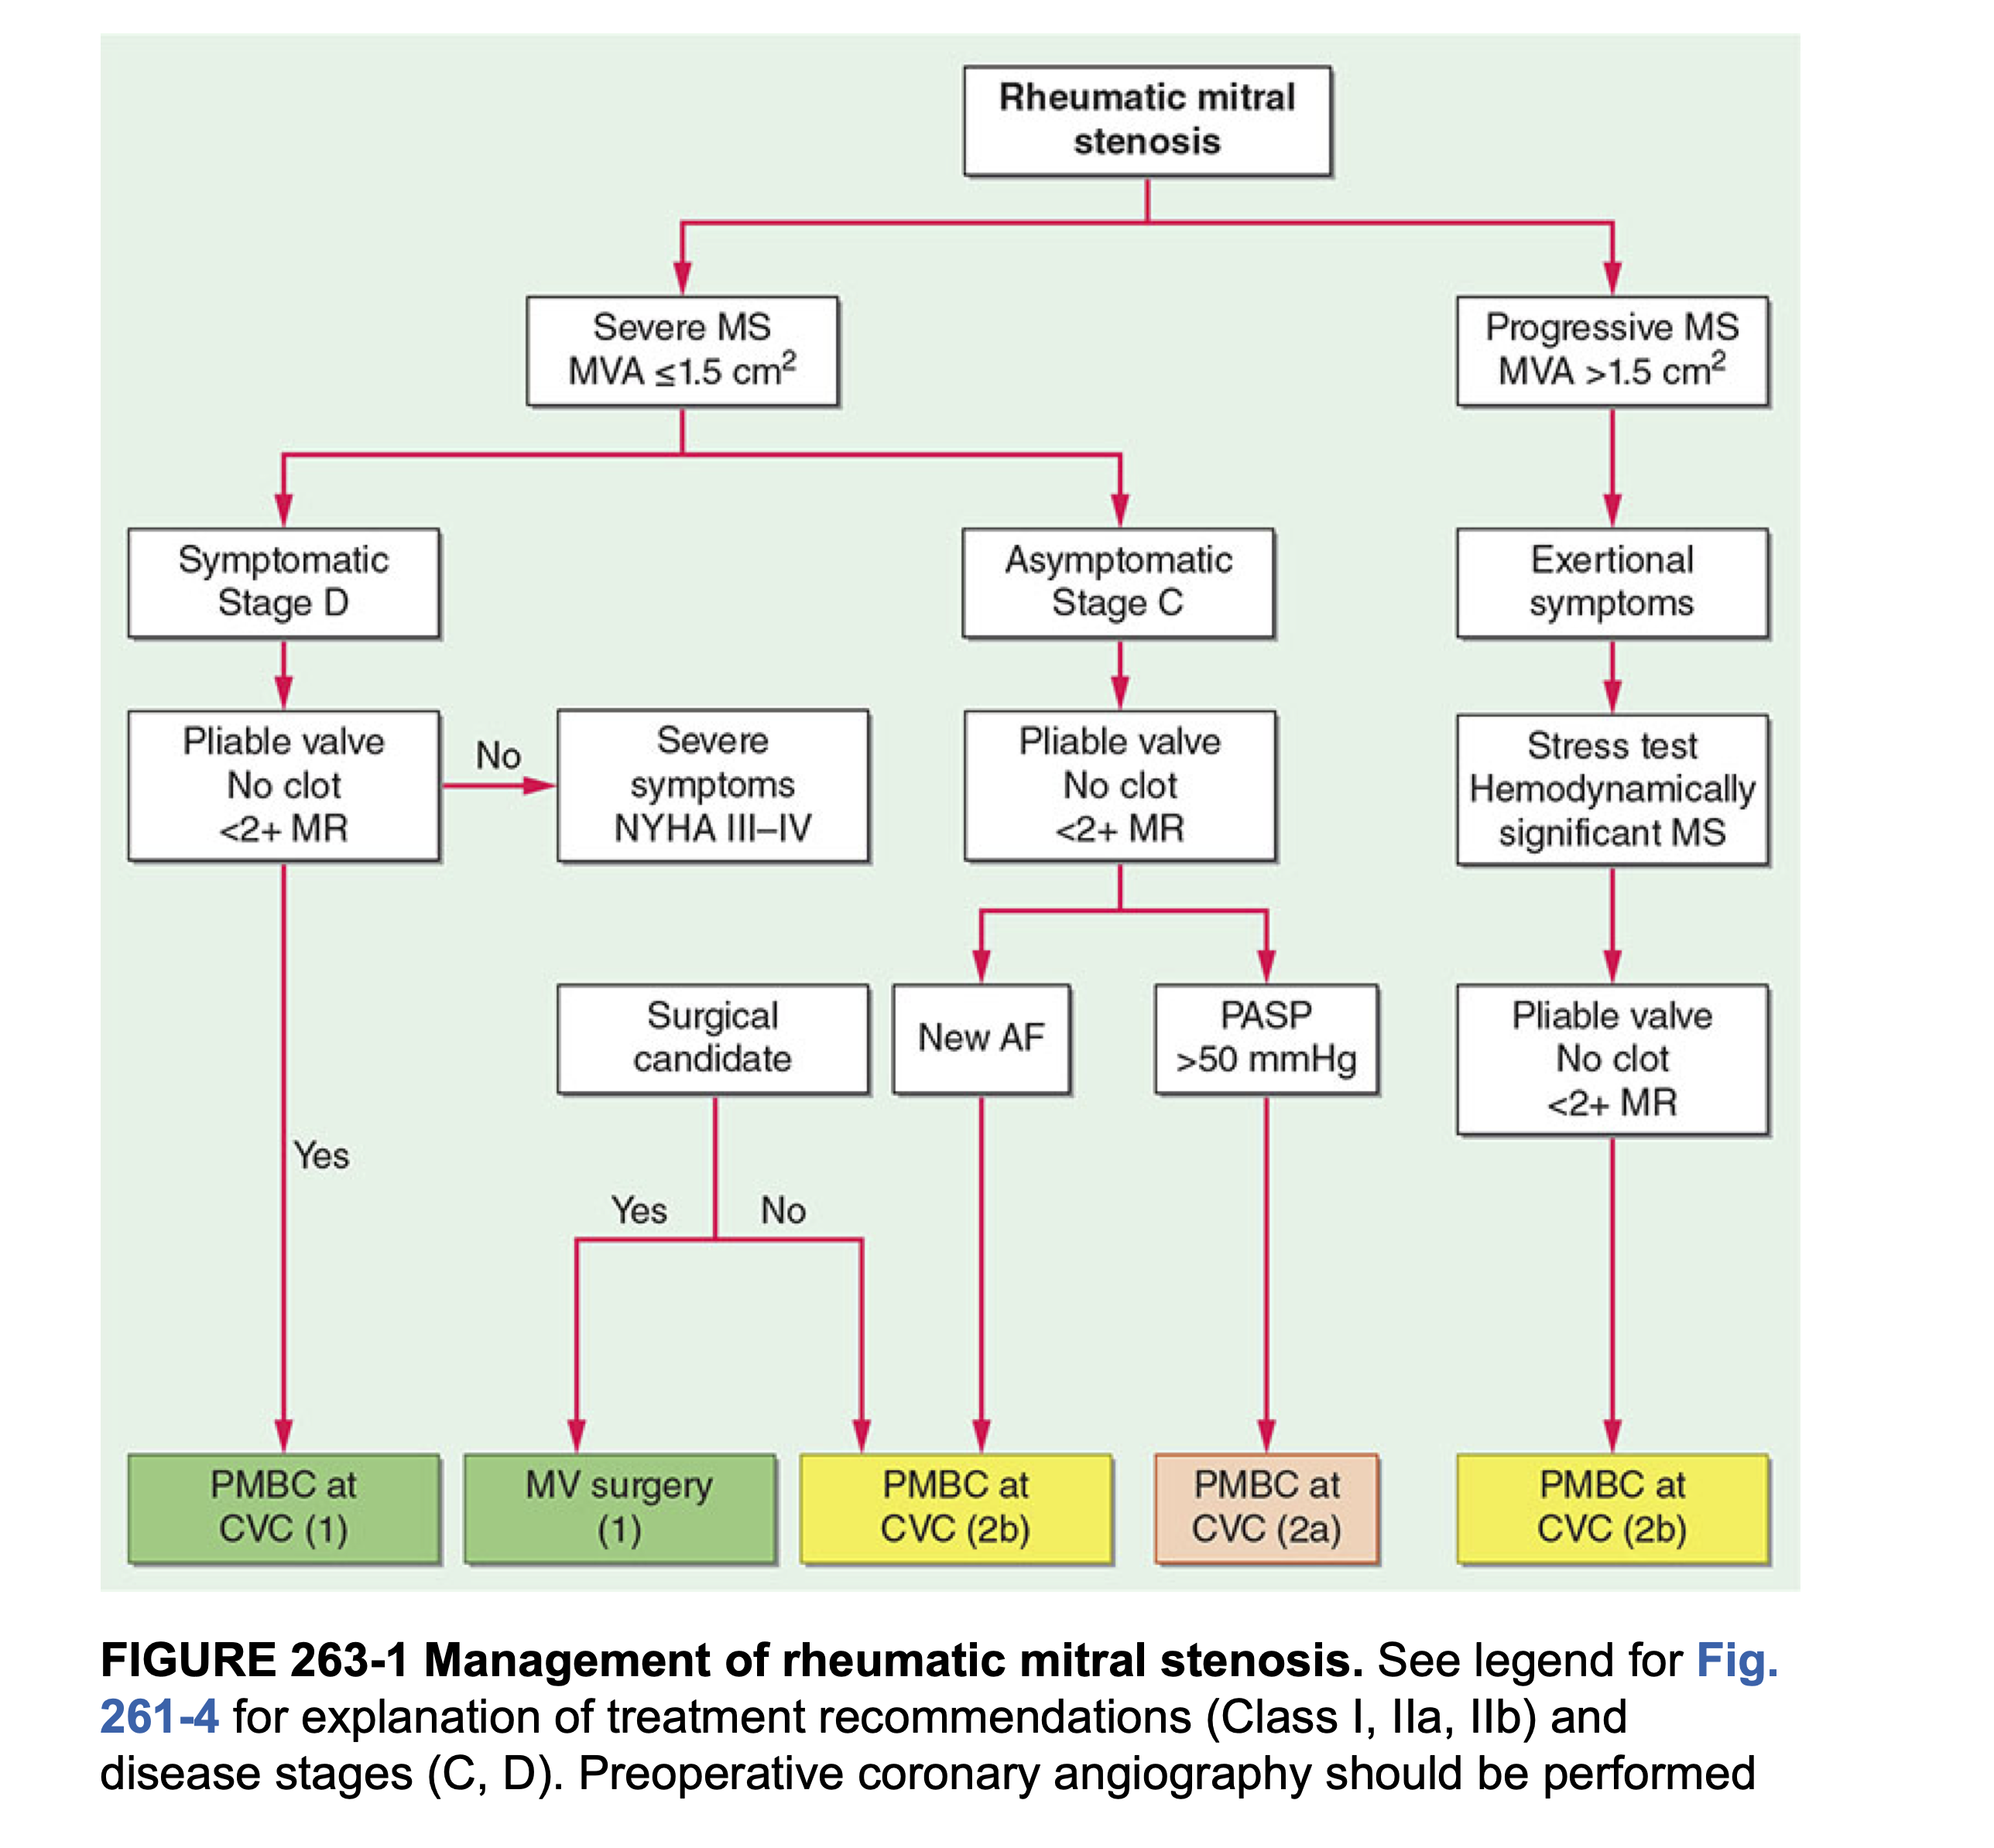 Rheumatic mitral
stenosis
Severe MS
MVA ≤1.5 cm²
Progressive MS
MVA >1.5 cm²
Symptomatic
Stage D
Asymptomatic
Stage C
Exertional
symptoms
Pliable valve
No clot
<2+ MR
No
Severe
symptoms
NYHA III–IV
Pliable valve
No clot
<2+ MR
Stress test
Hemodynamically
significant MS
Surgical
candidate
New AF
PASP
>50 mmHg
Pliable valve
No clot
<2+ MR
Yes
Yes
No
PMBC at
CVC (1)
MV surgery
(1)
PMBC at
CVC (2b)
PMBC at
CVC (2a)
PMBC at
CVC (2b)
FIGURE 263-1 Management of rheumatic mitral stenosis. See legend for Fig.
261-4 for explanation of treatment recommendations (Class I, IIa, IIb) and
disease stages (C, D). Preoperative coronary angiography should be performed